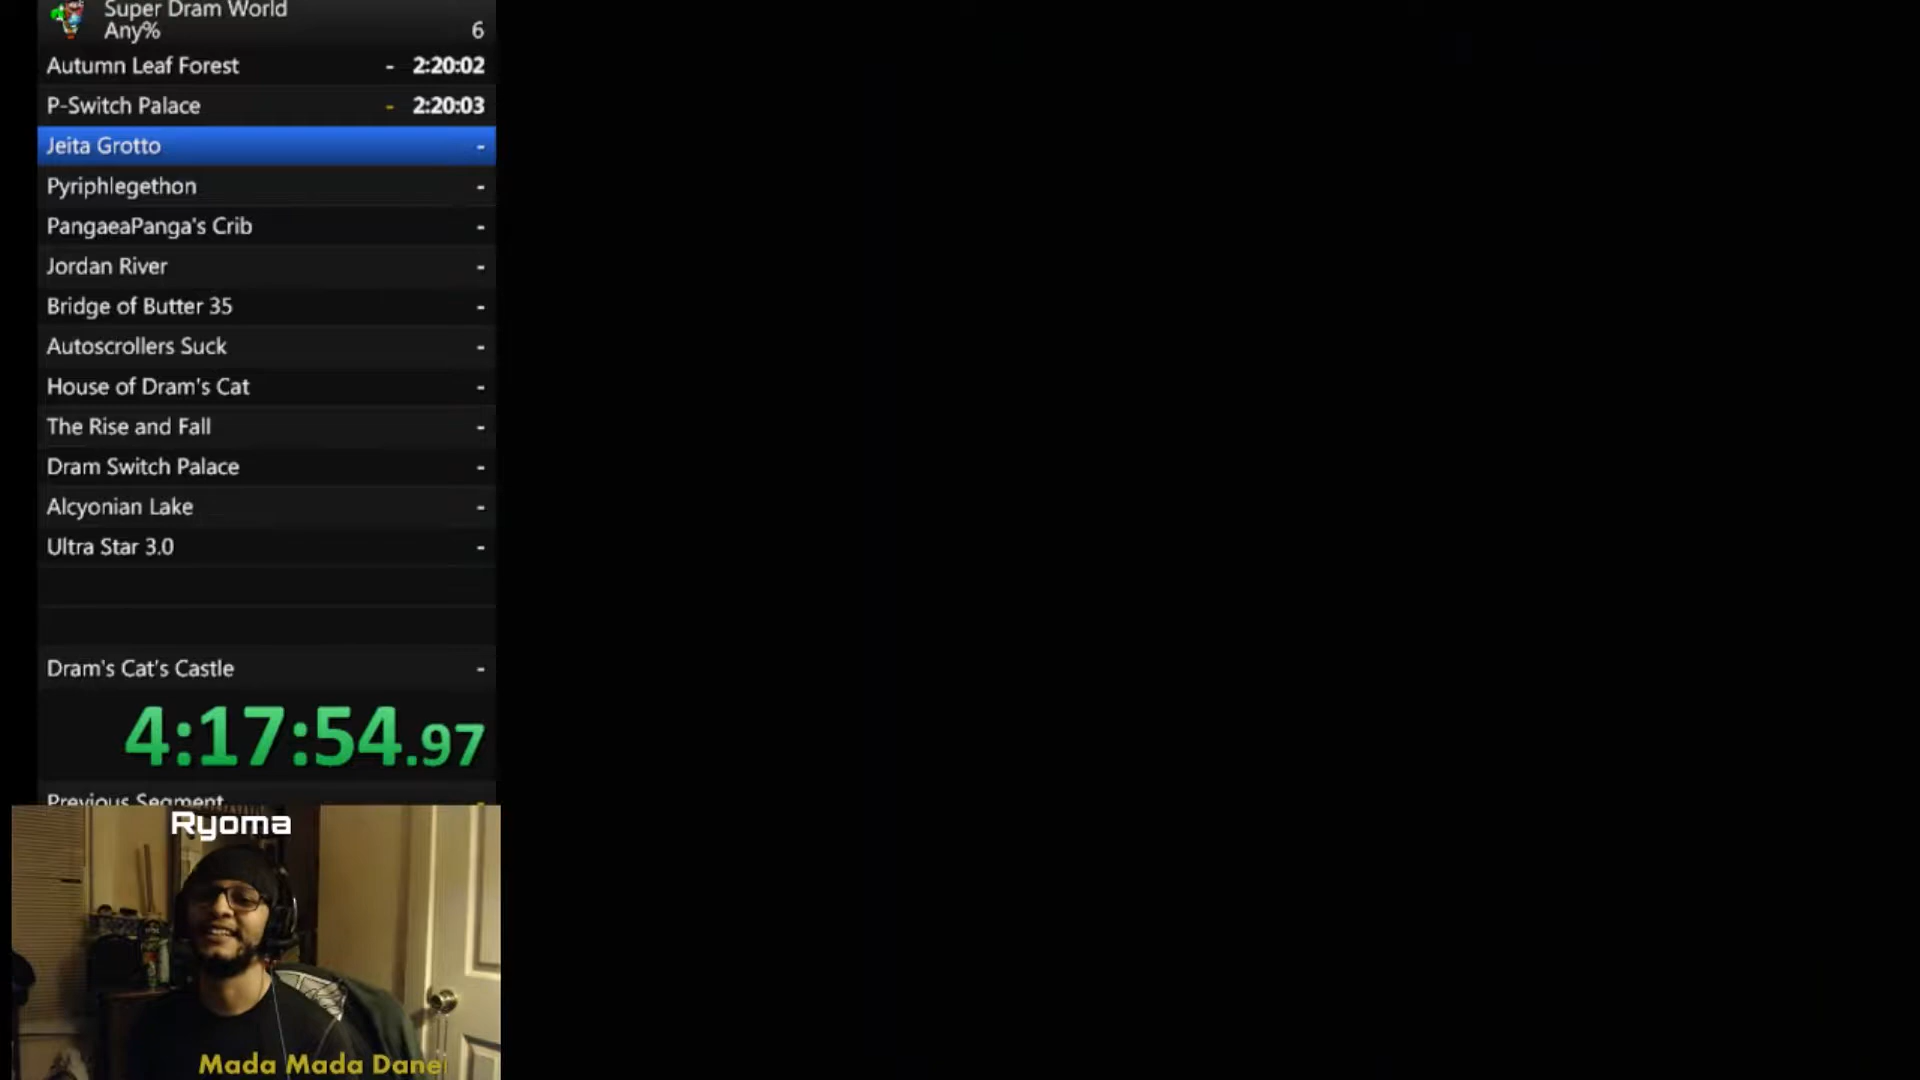 Super Dram World
Any% 6
Autumn Leaf Forest - 2:20:02
P-Switch Palace - 2:20:03
Jeita Grotto -
Pyriphlegethon -
PangaeaPanga's Crib -
Jordan River -
Bridge of Butter 35 -
Autoscrollers Suck -
House of Dram's Cat -
The Rise and Fall -
Dram Switch Palace -
Alcyonian Lake -
Ultra Star 3.0 -
Dram's Cat's Castle -
4:17:54.97
Previous Segment -
Ryoma
Mada Mada Dane